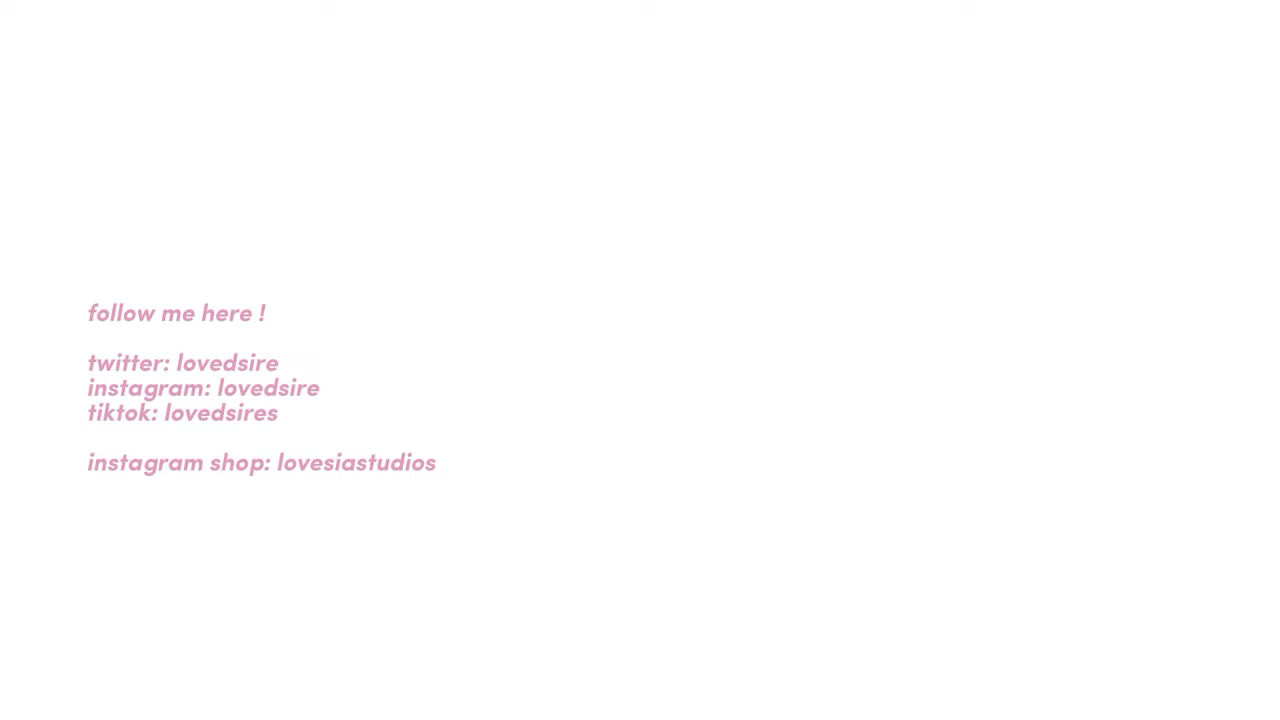 follow me here !
twitter: lovedsire
instagram: lovedsire
tiktok: lovedsires
instagram shop: lovesiastudios